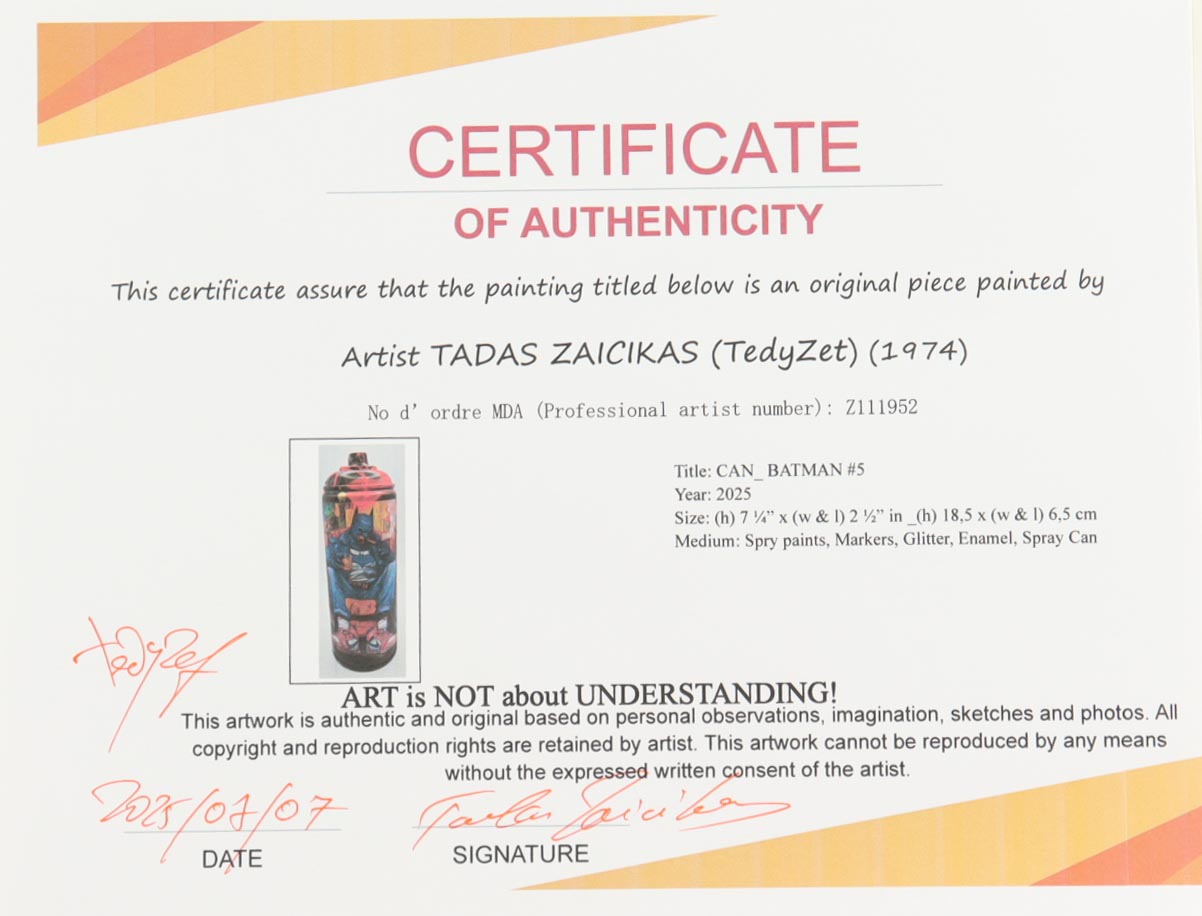 CERTIFICATE
OF AUTHENTICITY
This certificate assure that the painting titled below is an original piece painted by
Artist TADAS ZAICIKAS (TedyZet) (1974)
No d' ordre MDA (Professional artist number): Z111952
Title: CAN_ BATMAN #5
Year: 2025
Size: (h) 7 ¼” x (w & l) 2 ½” in _(h) 18,5 x (w & l) 6,5 cm
Medium: Spry paints, Markers, Glitter, Enamel, Spray Can
TedyZet
ART is NOT about UNDERSTANDING!
This artwork is authentic and original based on personal observations, imagination, sketches and photos. All
copyright and reproduction rights are retained by artist. This artwork cannot be reproduced by any means
without the expressed written consent of the artist.
2025/07/07
Tadas Zaicikas
DATE
SIGNATURE